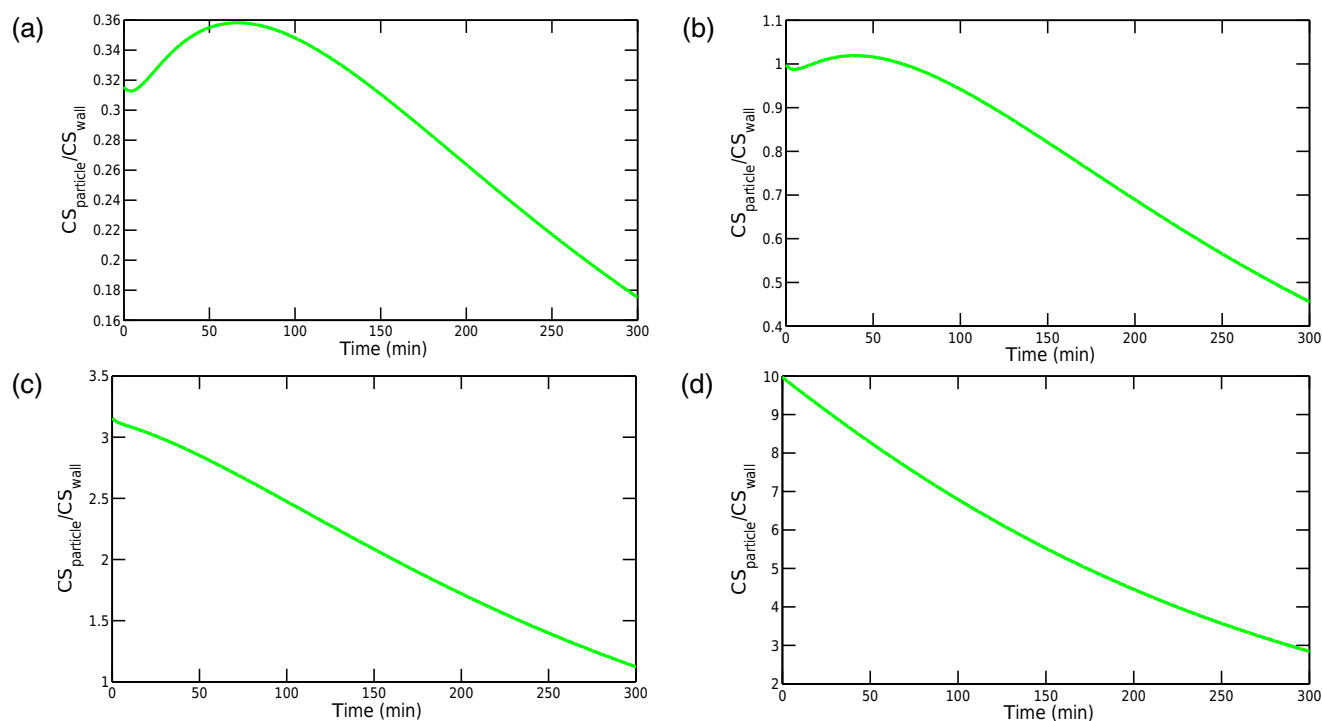 (a)
0.36
0.34
0.32
0.3
0.28
0.26
0.24
0.22
0.2
0.18
0.16
CSparticle/CSwall
0 50 100 150 200 250 300
Time (min)
(b)
1.1
1
0.9
0.8
0.7
0.6
0.5
0.4
CSparticle/CSwall
0 50 100 150 200 250 300
Time (min)
(c)
3.5
3
2.5
2
1.5
1
CSparticle/CSwall
0 50 100 150 200 250 300
Time (min)
(d)
10
9
8
7
6
5
4
3
2
CSparticle/CSwall
0 50 100 150 200 250 300
Time (min)